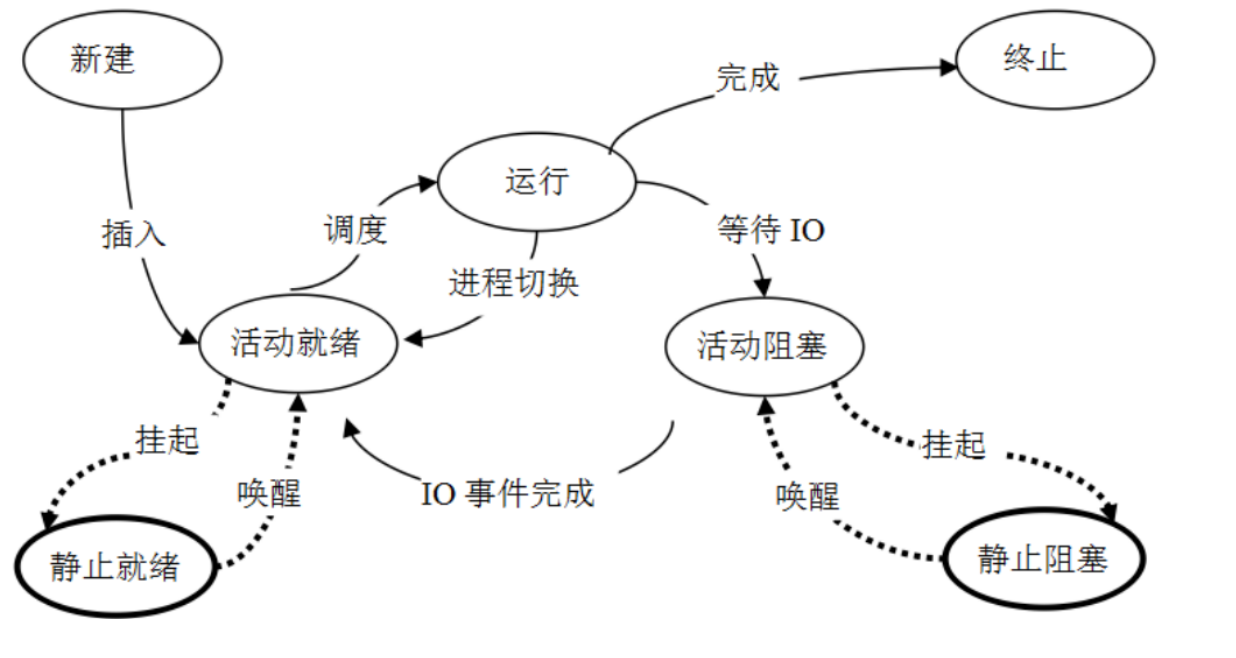 新建
终止
完成
运行
插入
调度
等待 IO
进程切换
活动就绪
活动阻塞
挂起
挂起
唤醒
IO 事件完成
唤醒
静止就绪
静止阻塞